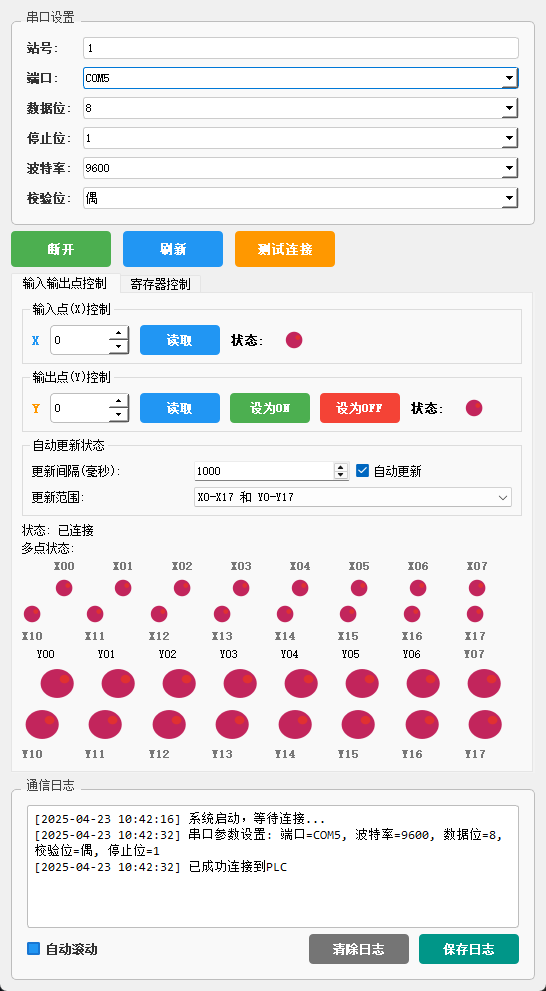 串口设置
站号: 1
端口: COM5
数据位: 8
停止位: 1
波特率: 9600
校验位: 偶
断开 刷新 测试连接
输入输出点控制 寄存器控制
输入点(X)控制
X 0 读取 状态:
输出点(Y)控制
Y 0 读取 设为ON 设为OFF 状态:
自动更新状态
更新间隔(毫秒): 1000 自动更新
更新范围: X0-X17 和 Y0-Y17
状态: 已连接
多点状态:
X00 X01 X02 X03 X04 X05 X06 X07
X10 X11 X12 X13 X14 X15 X16 X17
Y00 Y01 Y02 Y03 Y04 Y05 Y06 Y07
Y10 Y11 Y12 Y13 Y14 Y15 Y16 Y17
通信日志
[2025-04-23 10:42:16] 系统启动，等待连接...
[2025-04-23 10:42:32] 串口参数设置: 端口=COM5, 波特率=9600, 数据位=8,
校验位=偶, 停止位=1
[2025-04-23 10:42:32] 已成功连接到PLC
自动滚动 清除日志 保存日志